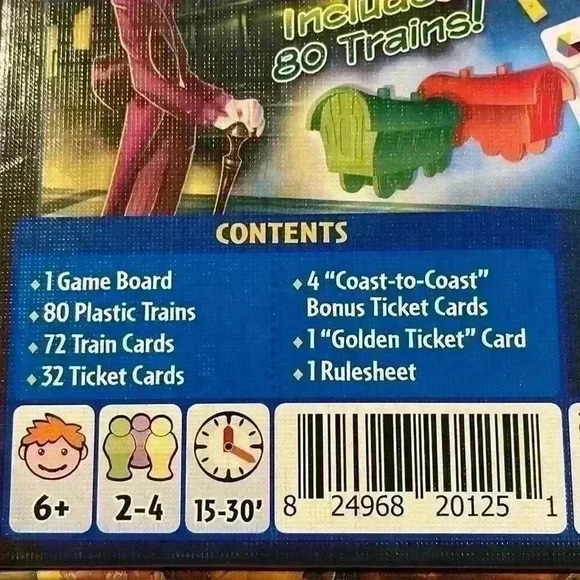 Includes
80 Trains!
CONTENTS
1 Game Board
80 Plastic Trains
72 Train Cards
32 Ticket Cards
4 “Coast-to-Coast”
Bonus Ticket Cards
1 “Golden Ticket” Card
1 Rulesheet
6+
2-4
15-30’
8 24968 20125 1